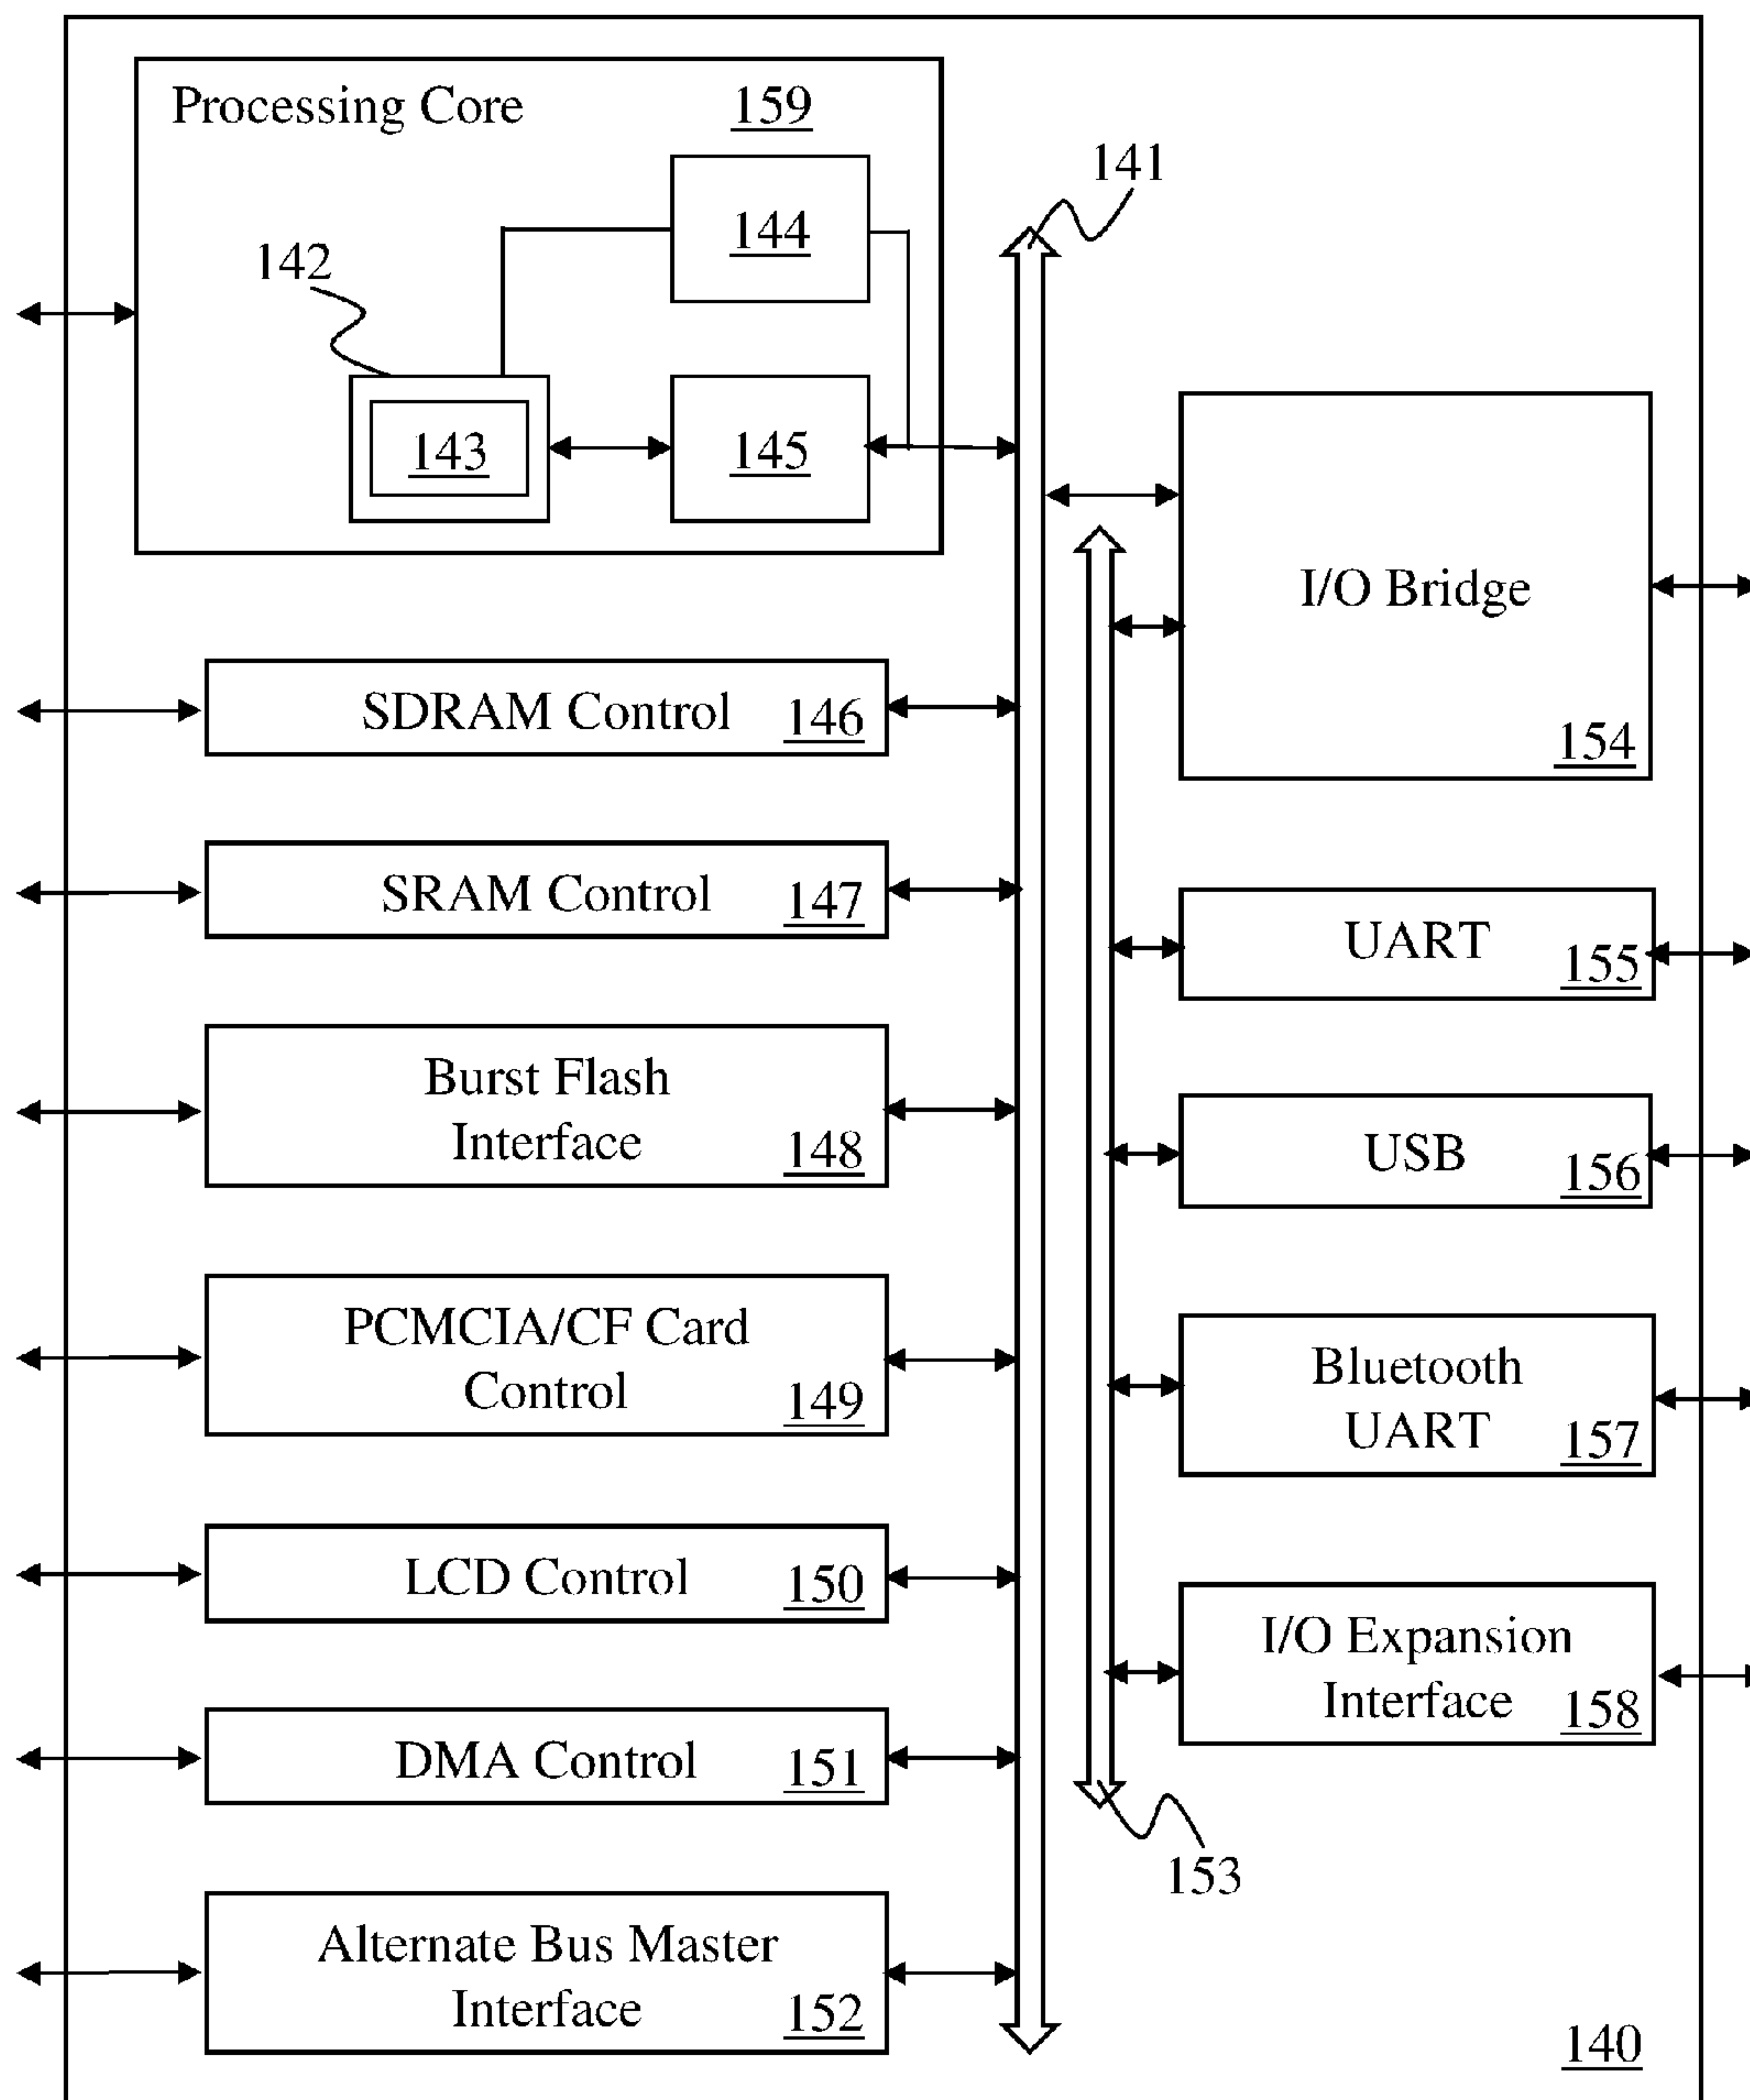 Processing Core
159
144
142
143
145
141
SDRAM Control
146
SRAM Control
147
Burst Flash
Interface
148
PCMCIA/CF Card
Control
149
LCD Control
150
DMA Control
151
Alternate Bus Master
Interface
152
I/O Bridge
154
UART
155
USB
156
Bluetooth
UART
157
I/O Expansion
Interface
158
153
140